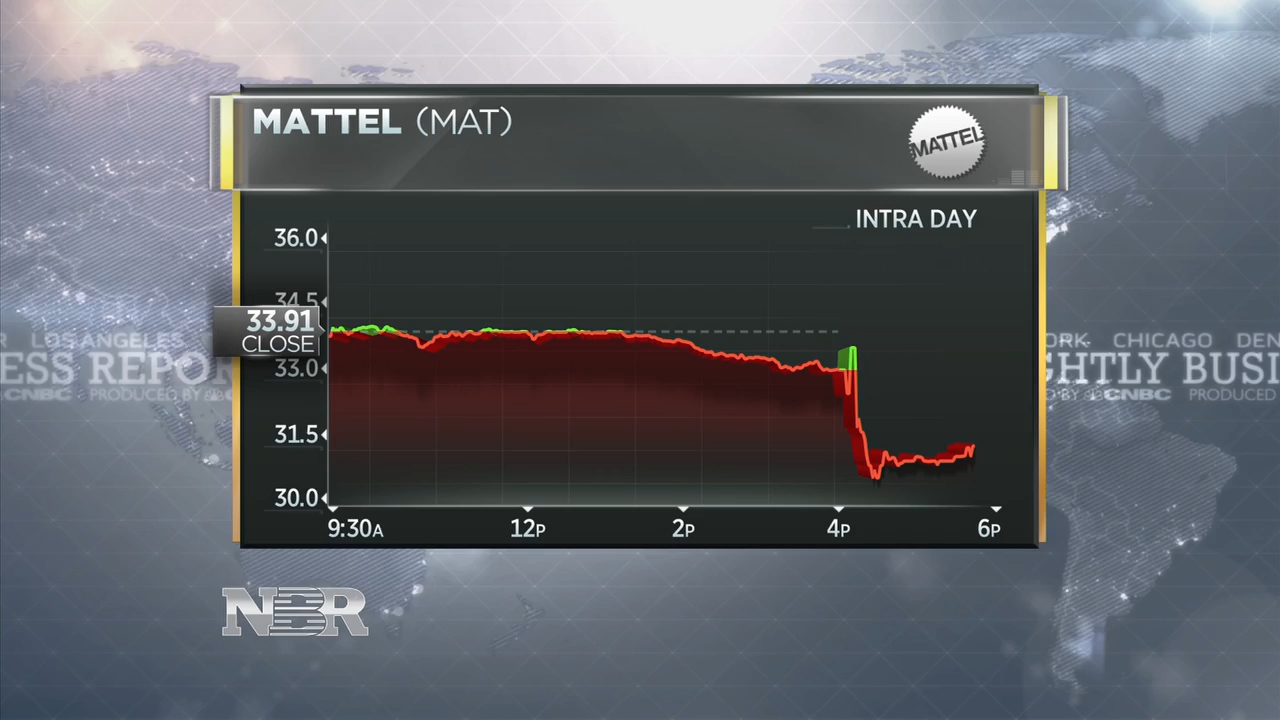 MATTEL (MAT)
MATTEL
INTRA DAY
36.0
34.5
33.91
CLOSE
33.0
31.5
30.0
9:30A
12P
2P
4P
6P
NBR
R LOS ANGELES
ESS REPOR
CNBC PRODUCED BY
ORK CHICAGO DEN
GHTLY BUSI
D BY CNBC PRODUCED